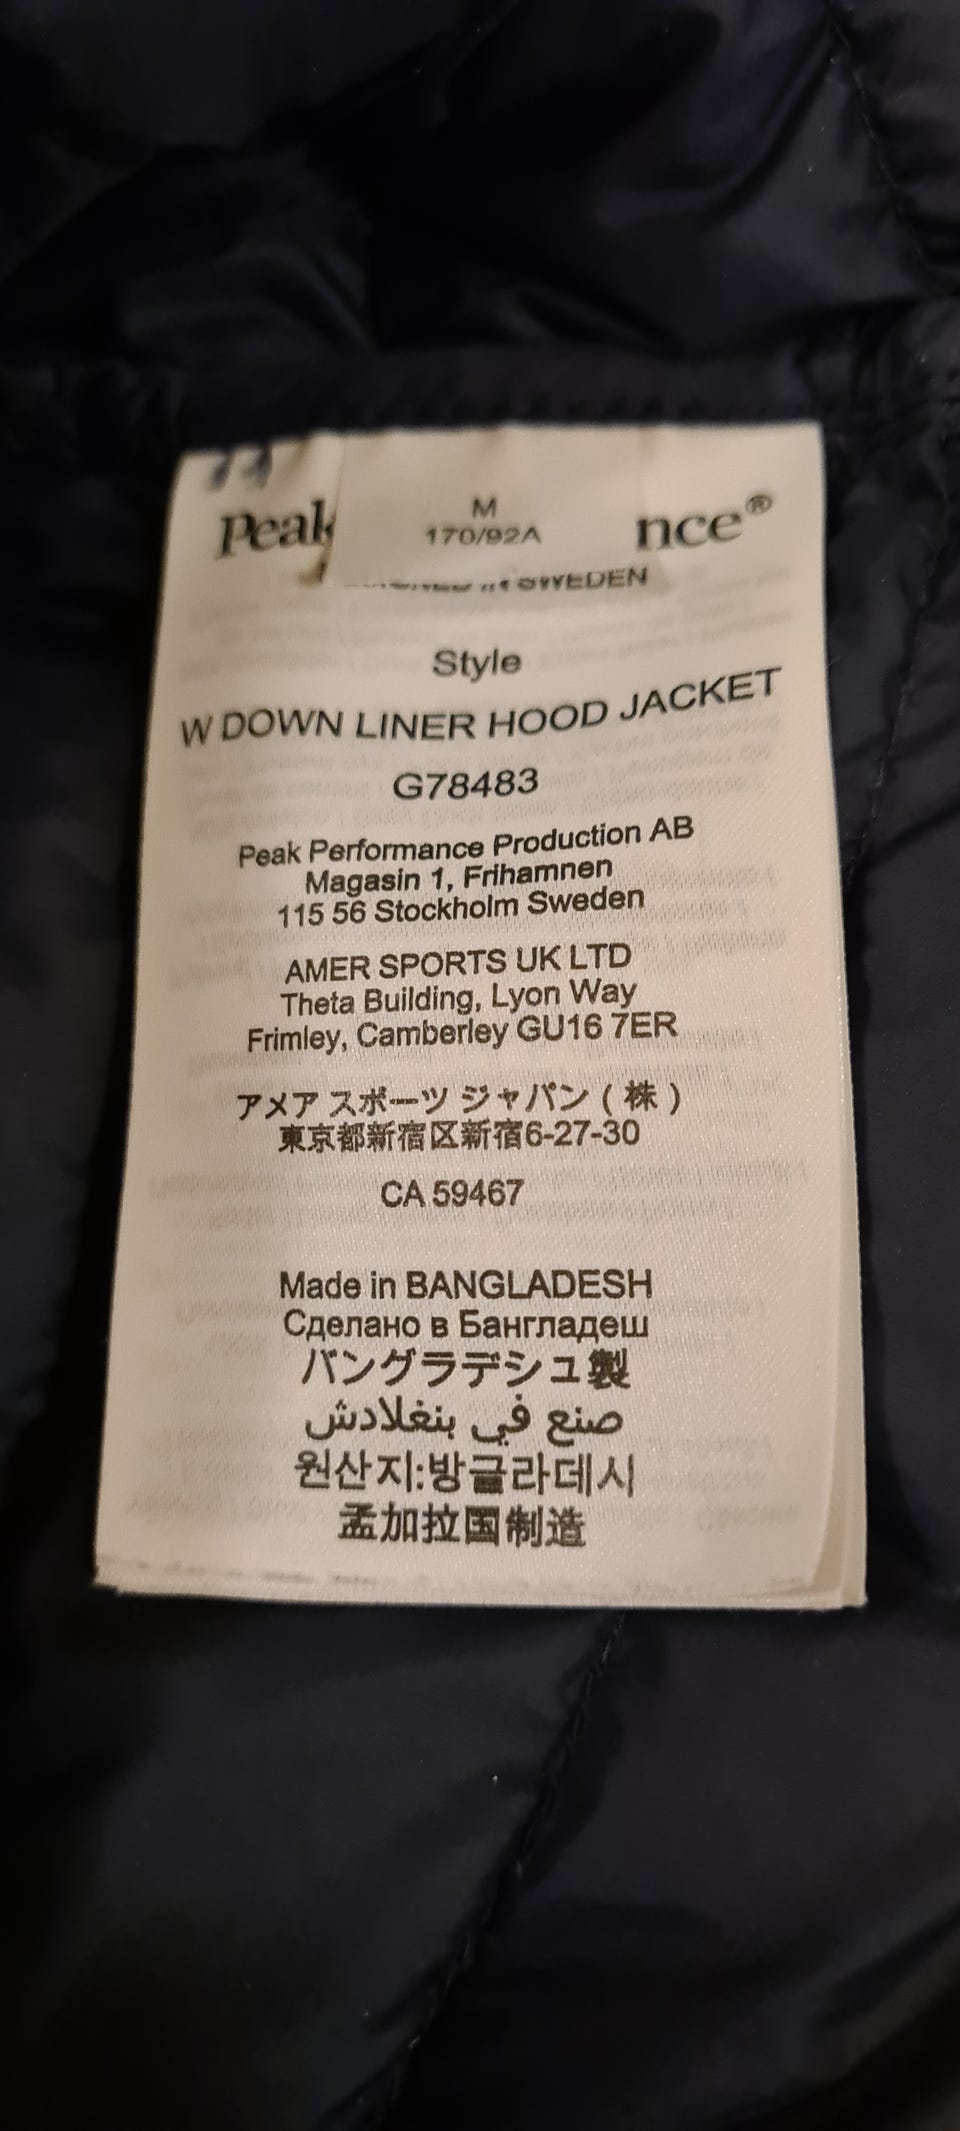 M
170/92A
Peak nce®
IN SWEDEN
Style
W DOWN LINER HOOD JACKET
G78483
Peak Performance Production AB
Magasin 1, Frihamnen
115 56 Stockholm Sweden
AMER SPORTS UK LTD
Theta Building, Lyon Way
Frimley, Camberley GU16 7ER
アメア スポーツ ジャパン ( 株 )
東京都新宿区新宿6-27-30
CA 59467
Made in BANGLADESH
Сделано в Бангладеш
バングラデシュ製
صنع في بنغلادش
원산지:방글라데시
孟加拉国制造